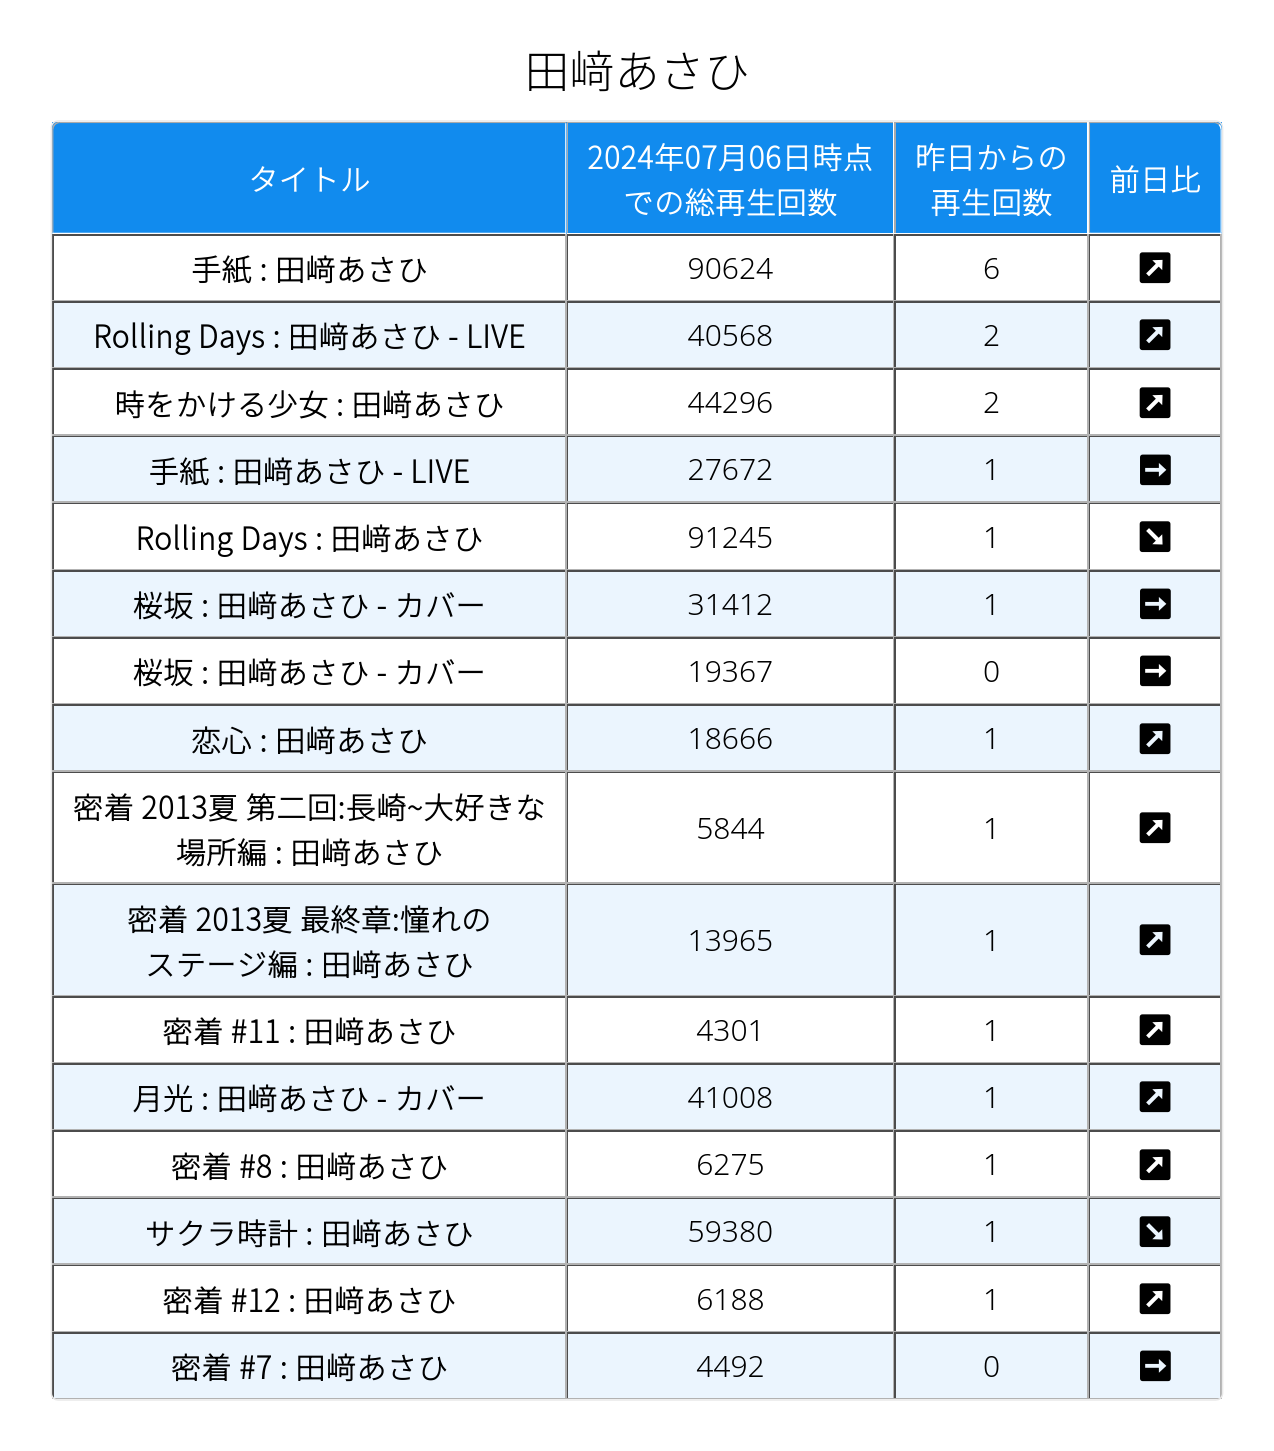 田﨑あさひ
タイトル
2024年07月06日時点
での総再生回数
昨日からの
再生回数
前日比
手紙 : 田﨑あさひ 90624 6
Rolling Days : 田﨑あさひ - LIVE 40568 2
時をかける少女 : 田﨑あさひ 44296 2
手紙 : 田﨑あさひ - LIVE 27672 1
Rolling Days : 田﨑あさひ 91245 1
桜坂 : 田﨑あさひ - カバー 31412 1
桜坂 : 田﨑あさひ - カバー 19367 0
恋心 : 田﨑あさひ 18666 1
密着 2013夏 第二回:長崎~大好きな
場所編 : 田﨑あさひ
5844 1
密着 2013夏 最終章:憧れの
ステージ編 : 田﨑あさひ
13965 1
密着 #11 : 田﨑あさひ 4301 1
月光 : 田﨑あさひ - カバー 41008 1
密着 #8 : 田﨑あさひ 6275 1
サクラ時計 : 田﨑あさひ 59380 1
密着 #12 : 田﨑あさひ 6188 1
密着 #7 : 田﨑あさひ 4492 0